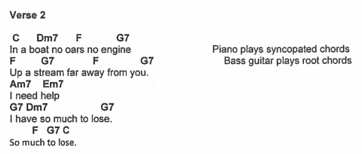 Verse 2
C Dm7 F G7
In a boat no oars no engine
Piano plays syncopated chords
F G7 F G7
Bass guitar plays root chords
Up a stream far away from you.
Am7 Em7
I need help
G7 Dm7 G7
I have so much to lose.
F G7 C
So much to lose.